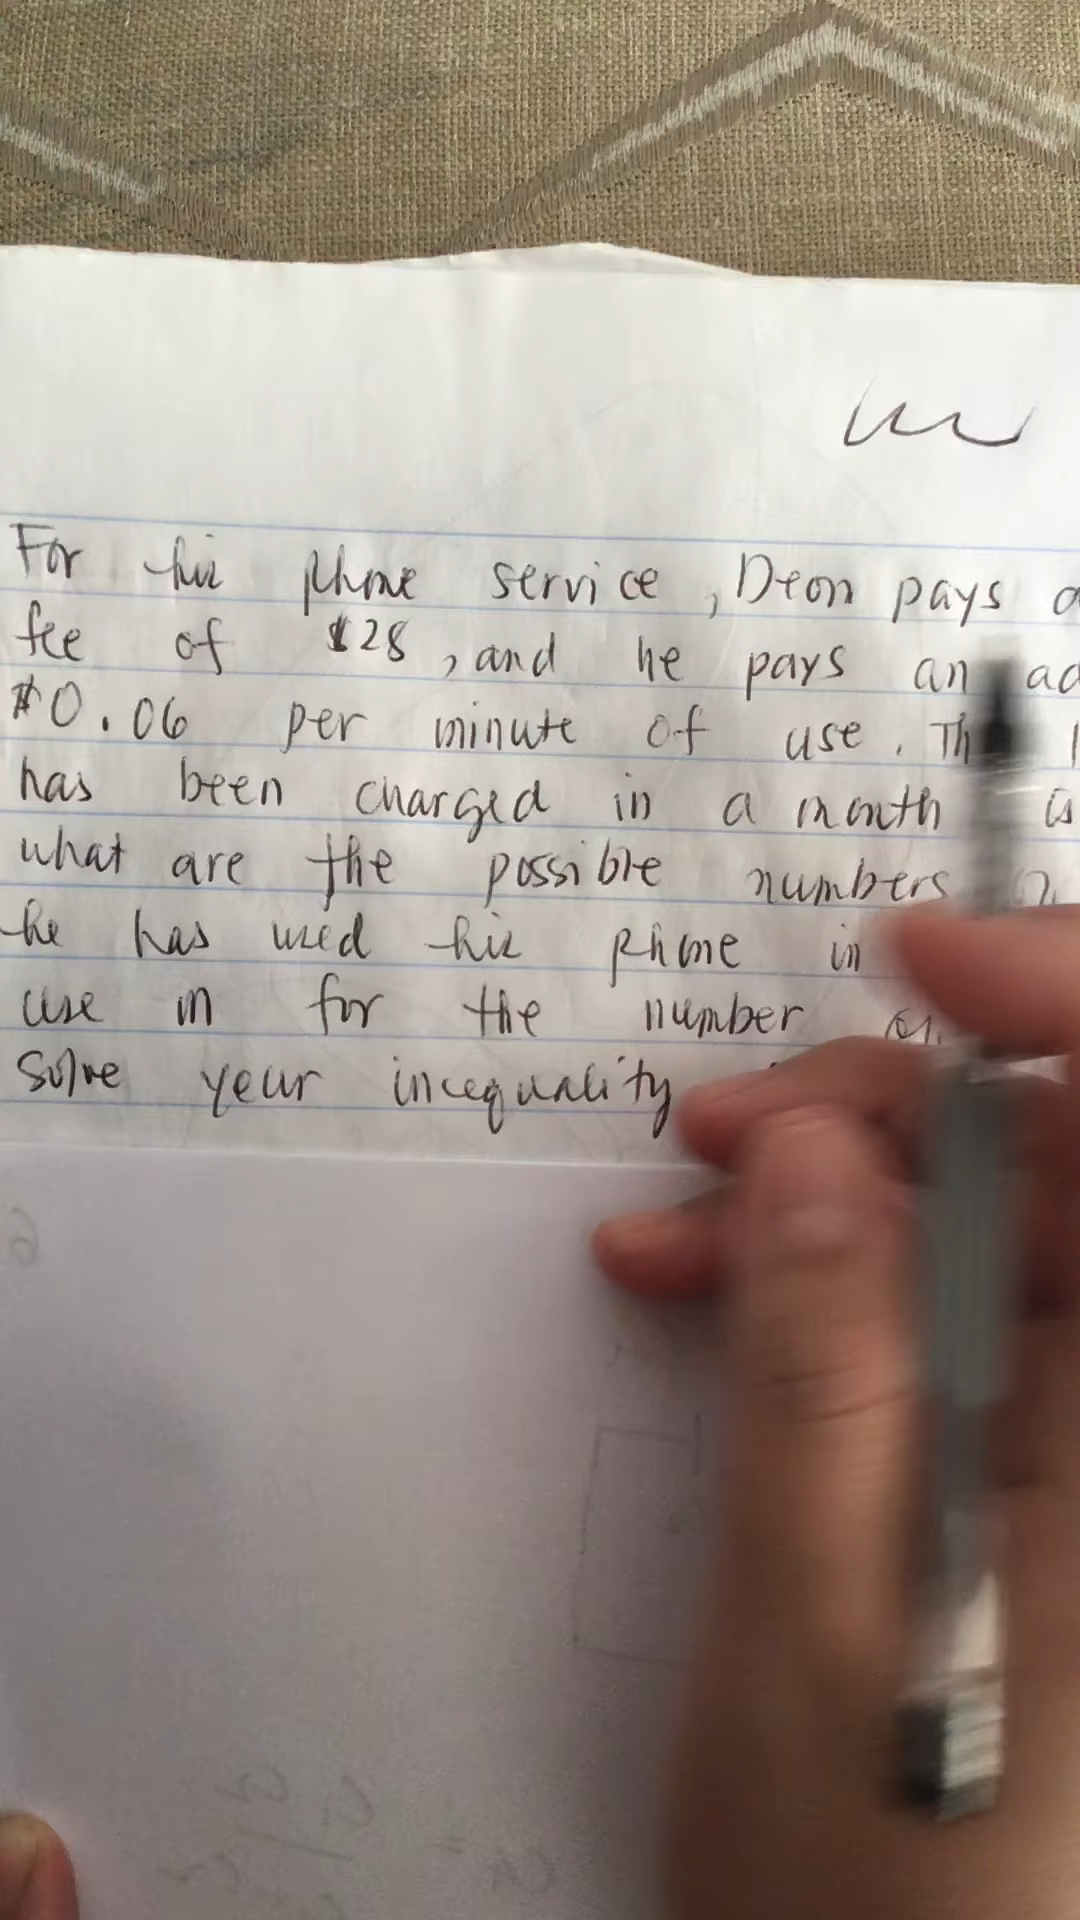 For his phone service, Deon pays
fee of $28, and he pays an
$0.06 per minute of use.
has been charged in a month
what are the possible numbers
he has used his phone in
use m for the number
solve your inequality